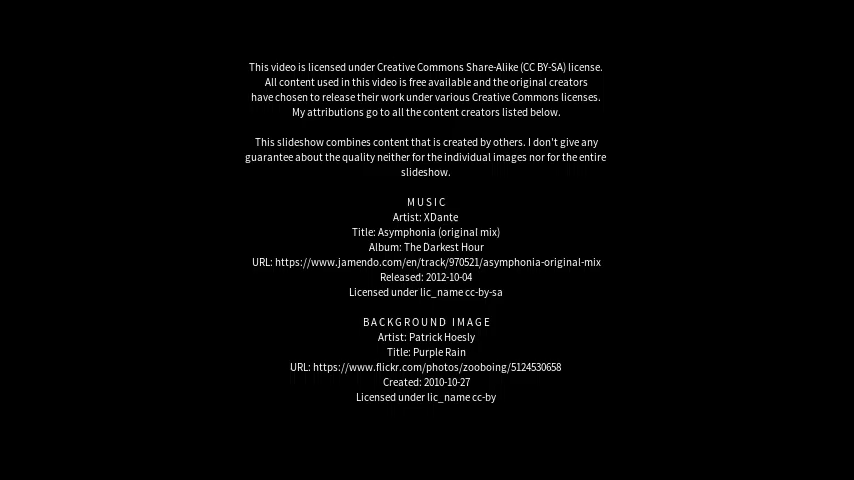 This video is licensed under Creative Commons Share-Alike (CC BY-SA) license.
All content used in this video is free available and the original creators
have chosen to release their work under various Creative Commons licenses.
My attributions go to all the content creators listed below.
This slideshow combines content that is created by others. I don't give any
guarantee about the quality neither for the individual images nor for the entire
slideshow.
M U S I C
Artist: XDante
Title: Asymphonia (original mix)
Album: The Darkest Hour
URL: https://www.jamendo.com/en/track/970521/asymphonia-original-mix
Released: 2012-10-04
Licensed under lic_name cc-by-sa
B A C K G R O U N D   I M A G E
Artist: Patrick Hoesly
Title: Purple Rain
URL: https://www.flickr.com/photos/zooboing/5124530658
Created: 2010-10-27
Licensed under lic_name cc-by